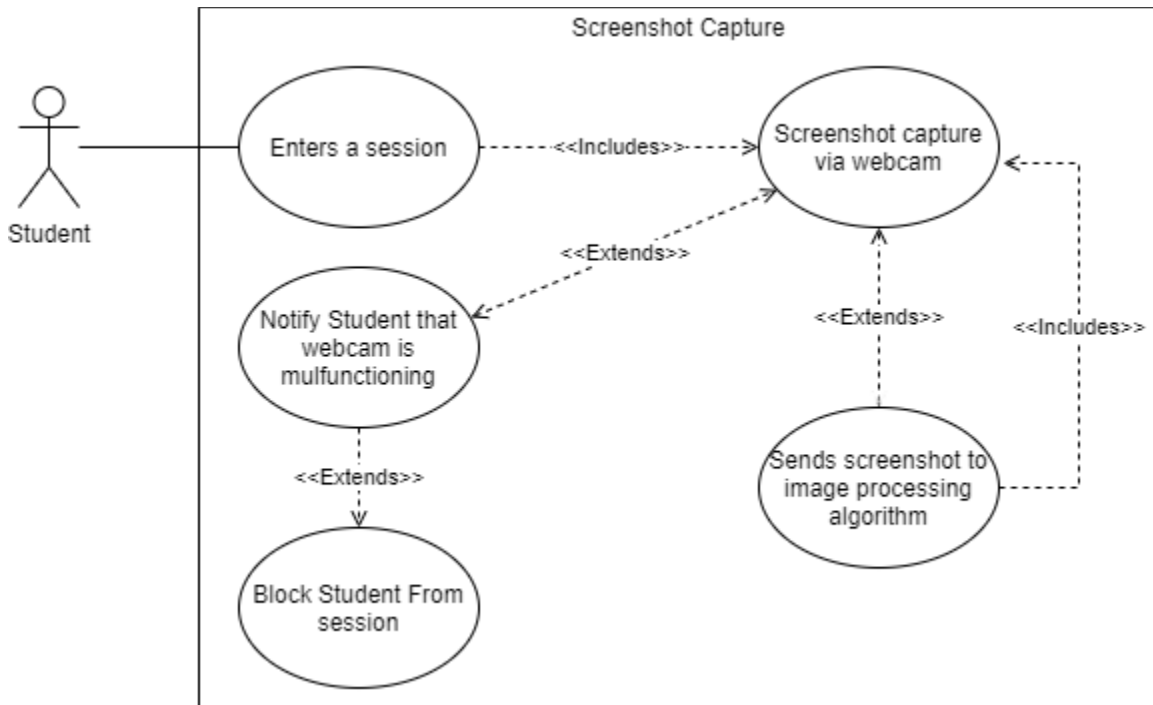 Screenshot Capture
Student
Enters a session
<<Includes>>
Screenshot capture
via webcam
<<Extends>>
Notify Student that
webcam is
mulfunctioning
<<Extends>>
<<Includes>>
<<Extends>>
Sends screenshot to
image processing
algorithm
Block Student From
session